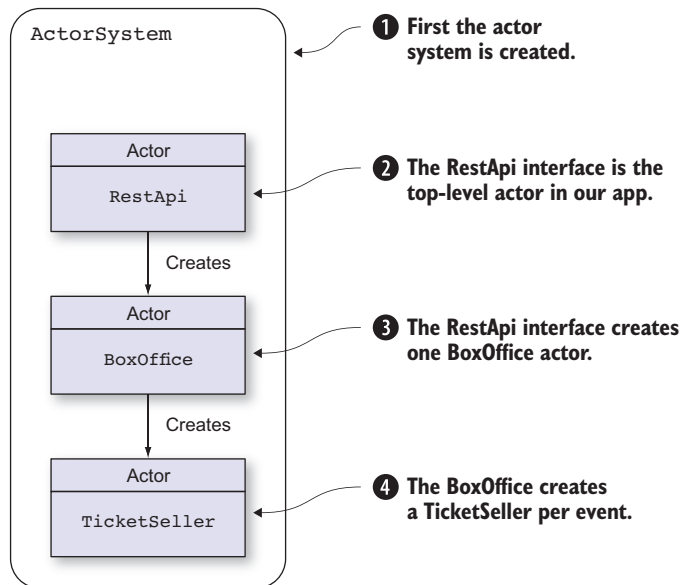 ActorSystem
1 First the actor
system is created.
Actor
RestApi
2 The RestApi interface is the
top-level actor in our app.
Creates
Actor
BoxOffice
3 The RestApi interface creates
one BoxOffice actor.
Creates
Actor
TicketSeller
4 The BoxOffice creates
a TicketSeller per event.